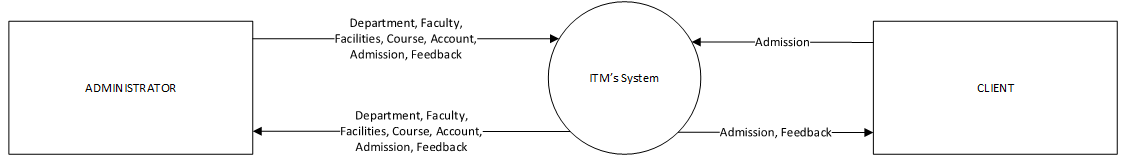 Department, Faculty,
Facilities, Course, Account,
Admission, Feedback
ADMINISTRATOR
ITM's System
Admission
CLIENT
Department, Faculty,
Facilities, Course, Account,
Admission, Feedback
Admission, Feedback